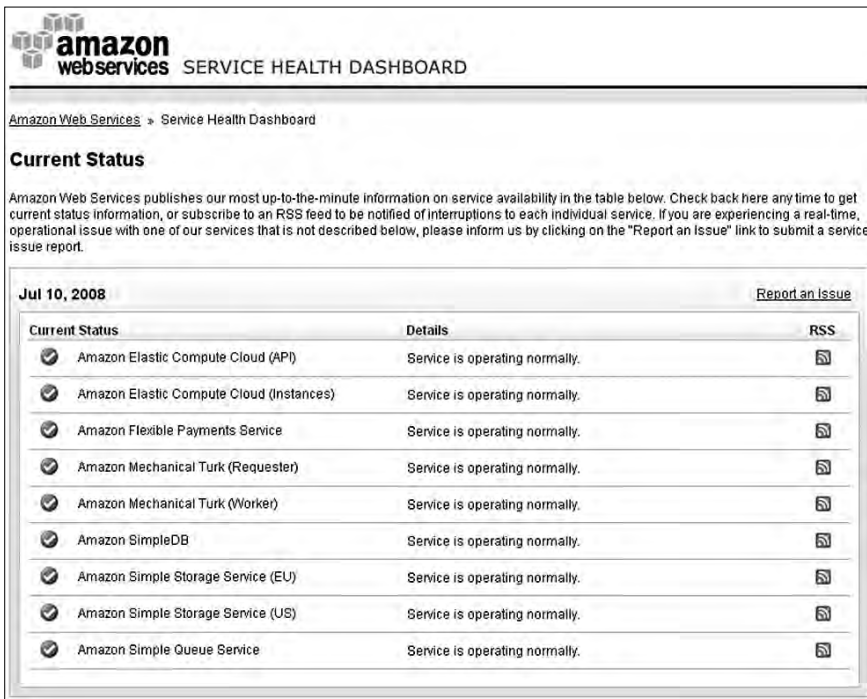 amazon
webservices SERVICE HEALTH DASHBOARD
Amazon Web Services » Service Health Dashboard
Current Status
Amazon Web Services publishes our most up-to-the-minute information on service availability in the table below. Check back here any time to get
current status information, or subscribe to an RSS feed to be notified of interruptions to each individual service. If you are experiencing a real-time,
operational issue with one of our services that is not described below, please inform us by clicking on the "Report an Issue" link to submit a service
issue report.
Jul 10, 2008 Report an Issue
Current Status Details RSS
Amazon Elastic Compute Cloud (API) Service is operating normally.
Amazon Elastic Compute Cloud (Instances) Service is operating normally.
Amazon Flexible Payments Service Service is operating normally.
Amazon Mechanical Turk (Requester) Service is operating normally.
Amazon Mechanical Turk (Worker) Service is operating normally.
Amazon SimpleDB Service is operating normally.
Amazon Simple Storage Service (EU) Service is operating normally.
Amazon Simple Storage Service (US) Service is operating normally.
Amazon Simple Queue Service Service is operating normally.